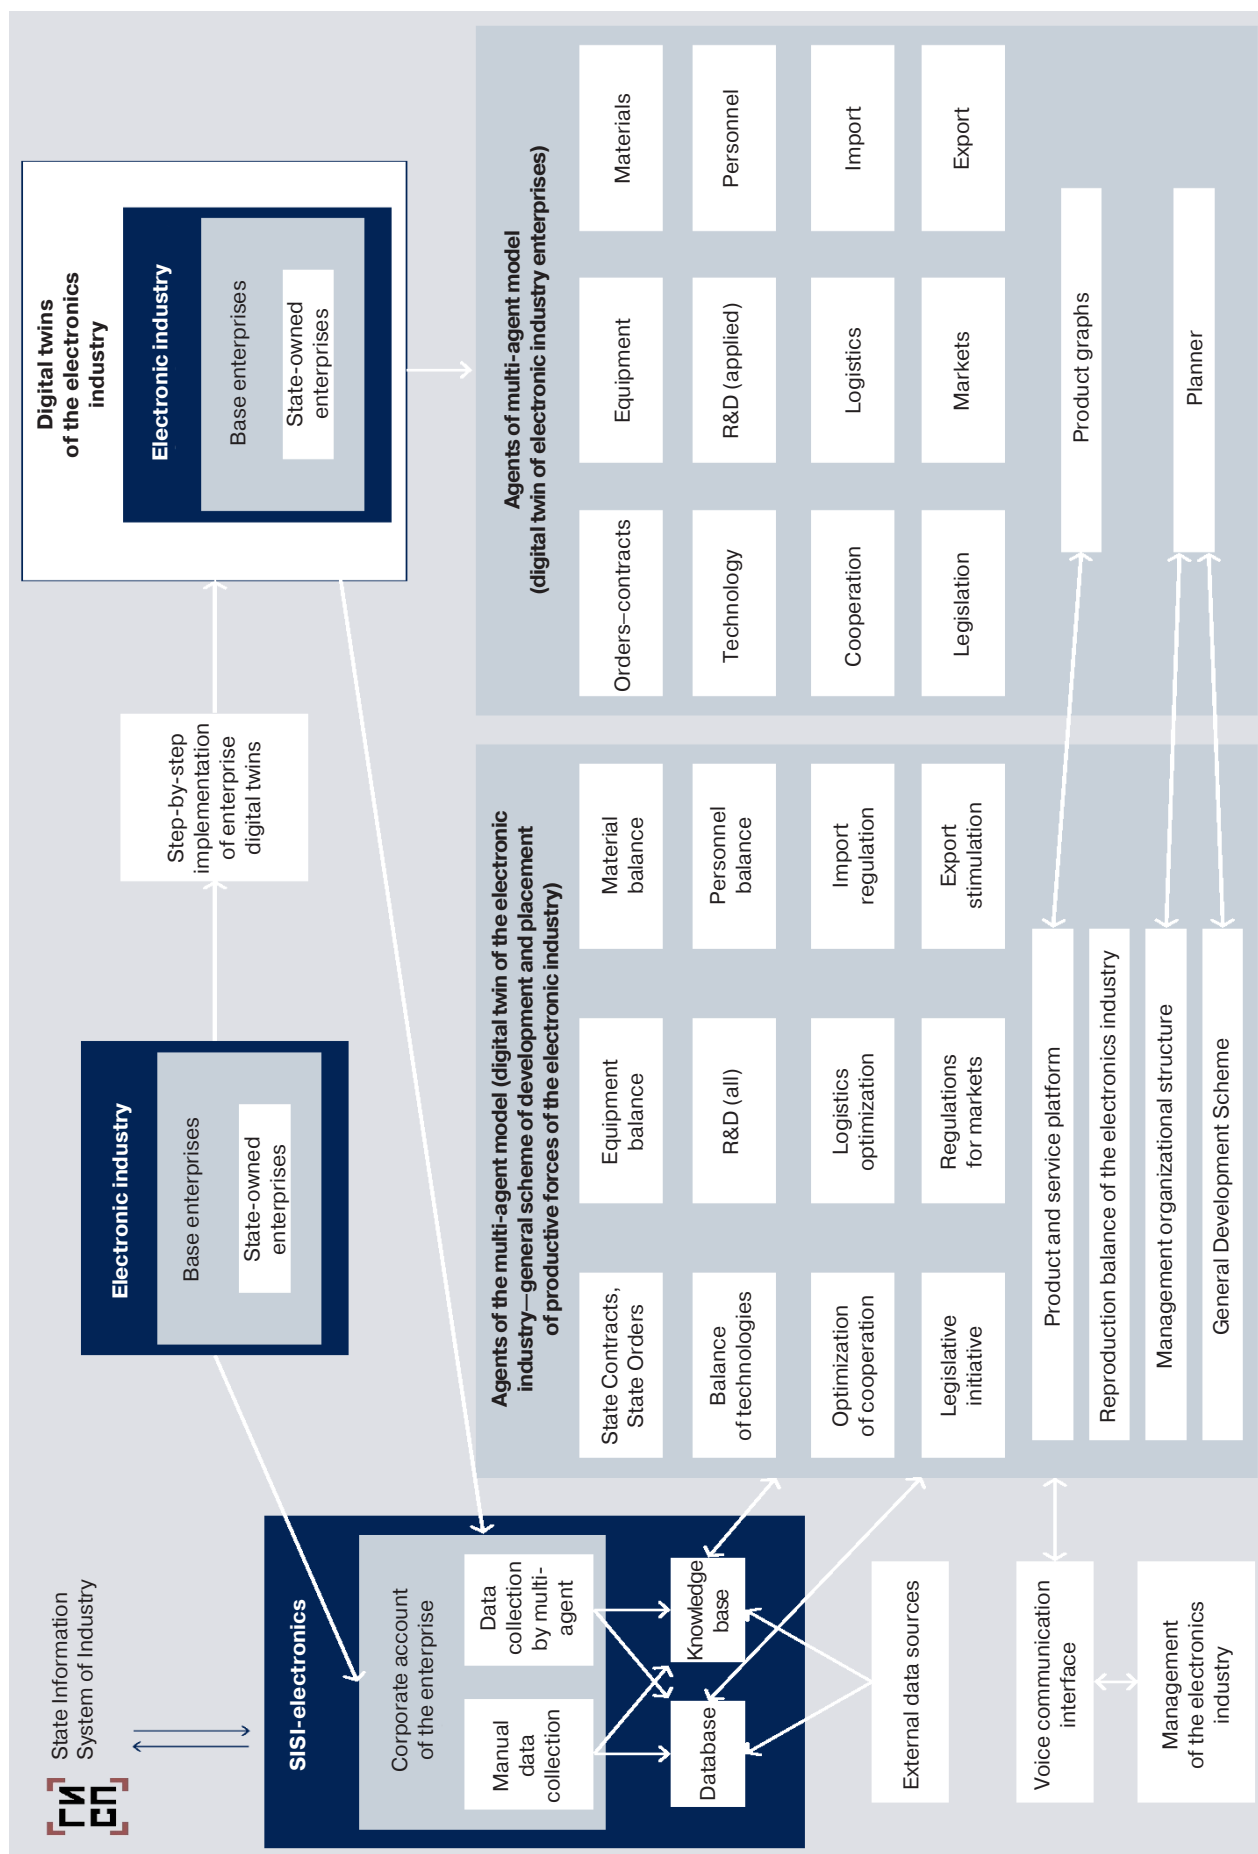 ГИ
СП
State Information
System of Industry
SISI-electronics
Corporate account
of the enterprise
Manual
data
collection
Data
collection
by multi-
agent
Database
Knowledge
base
External data sources
Voice communication
interface
Management
of the electronics
industry
Electronic industry
Base enterprises
State-owned
enterprises
Step-by-step
implementation
of enterprise
digital twins
Digital twins
of the electronics
industry
Electronic industry
Base enterprises
State-owned
enterprises
Agents of the multi-agent model (digital twin of the electronic
industry—general scheme of development and placement
of productive forces of the electronic industry)
State Contracts,
State Orders
Equipment
balance
Material
balance
Balance
of technologies
R&D (all)
Personnel
balance
Optimization
of cooperation
Logistics
optimization
Import
regulation
Legislative
initiative
Regulations
for markets
Export
stimulation
Product and service platform
Reproduction balance of the electronics industry
Management organizational structure
General Development Scheme
Agents of multi-agent model
(digital twin of electronic industry enterprises)
Orders–contracts
Equipment
Materials
Technology
R&D (applied)
Personnel
Cooperation
Logistics
Import
Legislation
Markets
Export
Product graphs
Planner